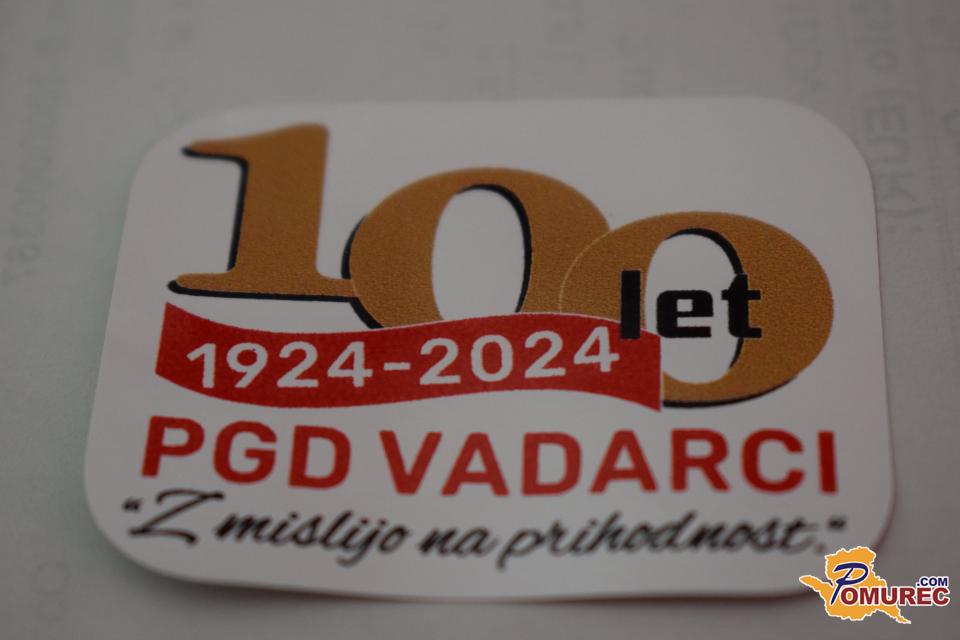 100
let
1924-2024
PGD VADARCI
"Z mislijo na prihodnost."
POMUREC
.COM